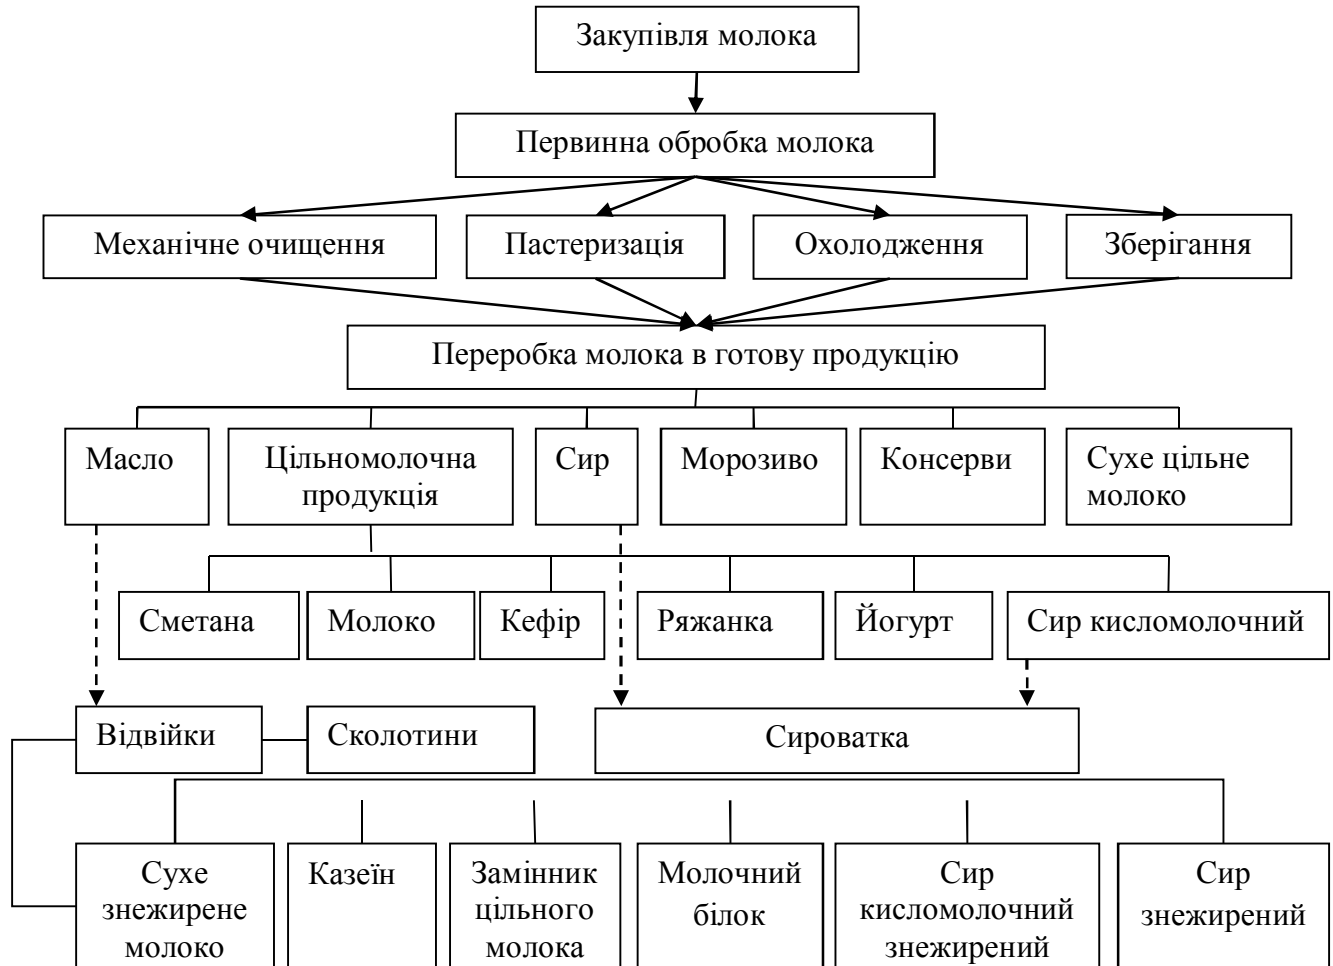 Закупівля молока
Первинна обробка молока
Механічне очищення
Пастеризація
Охолодження
Зберігання
Переробка молока в готову продукцію
Масло
Цільномолочна
продукція
Сир
Морозиво
Консерви
Сухе цільне
молоко
Сметана
Молоко
Кефір
Ряжанка
Йогурт
Сир кисломолочний
Відвійки
Сколотини
Сироватка
Сухе
знежирене
молоко
Казеїн
Замінник
цільного
молока
Молочний
білок
Сир
кисломолочний
знежирений
Сир
знежирений